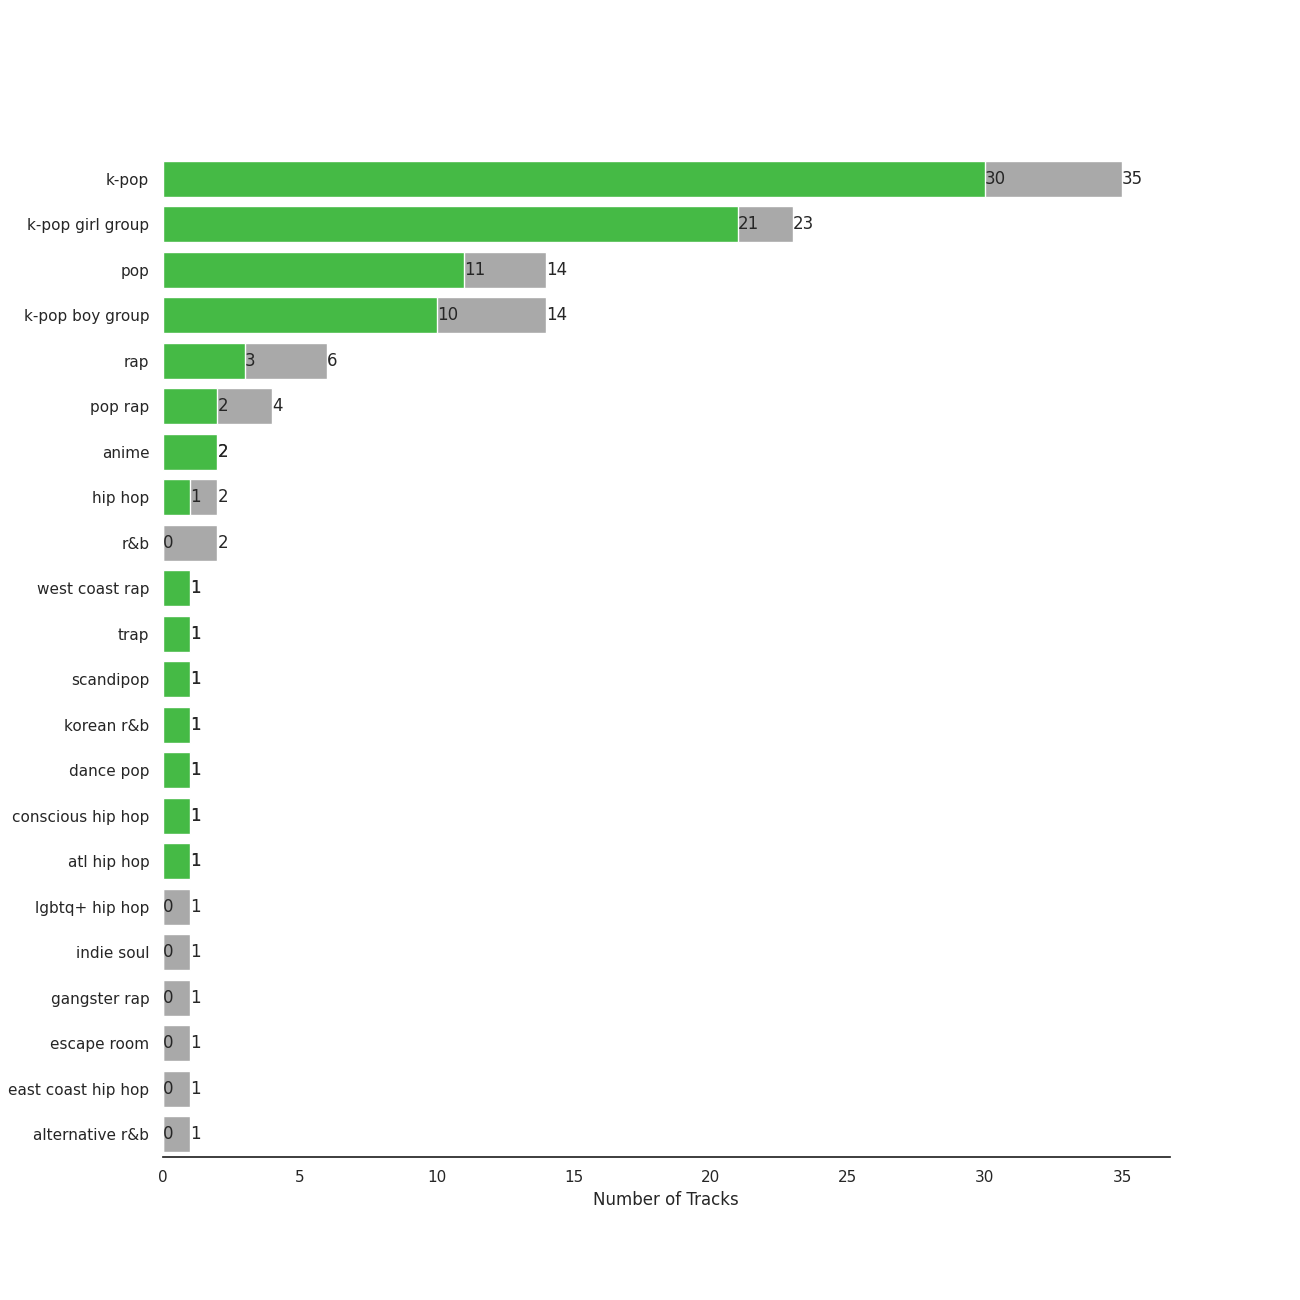 k-pop 30 35
k-pop girl group 21 23
pop 11 14
k-pop boy group 10 14
rap 3 6
pop rap 2 4
anime 2
hip hop 1 2
r&b 0 2
west coast rap 1
trap 1
scandipop 1
korean r&b 1
dance pop 1
conscious hip hop 1
atl hip hop 1
lgbtq+ hip hop 0 1
indie soul 0 1
gangster rap 0 1
escape room 0 1
east coast hip hop 0 1
alternative r&b 0 1
0 5 10 15 20 25 30 35
Number of Tracks